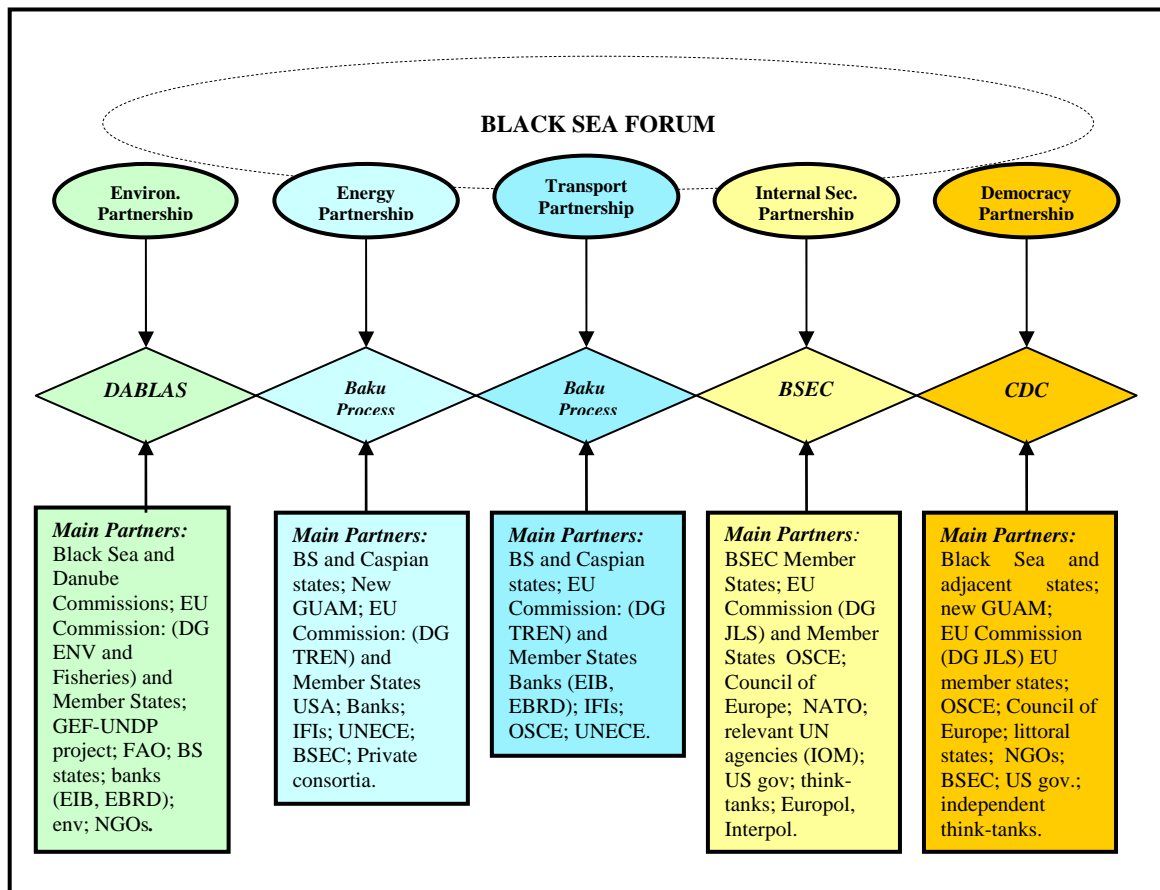 BLACK SEA FORUM
Environ.
Partnership
Energy
Partnership
Transport
Partnership
Internal Sec.
Partnership
Democracy
Partnership
DABLAS
Baku
Process
Baku
Process
BSEC
CDC
Main Partners:
Black Sea and
Danube
Commissions; EU
Commission: (DG
ENV and
Fisheries) and
Member States;
GEF-UNDP
project; FAO; BS
states; banks
(EIB, EBRD);
env; NGOs.
Main Partners:
BS and Caspian
states; New
GUAM; EU
Commission: (DG
TREN) and
Member States
USA; Banks;
IFIs; UNECE;
BSEC; Private
consortia.
Main Partners:
BS and Caspian
states; EU
Commission: (DG
TREN) and
Member States
Banks (EIB,
EBRD); IFIs;
OSCE; UNECE.
Main Partners:
BSEC Member
States; EU
Commission (DG
JLS) and Member
States OSCE;
Council of
Europe; NATO;
relevant UN
agencies (IOM);
US gov; think-
tanks; Europol,
Interpol.
Main Partners:
Black Sea and
adjacent states;
new GUAM;
EU Commission
(DG JLS) EU
member states;
OSCE; Council of
Europe; littoral
states; NGOs;
BSEC; US gov.;
independent
think-tanks.